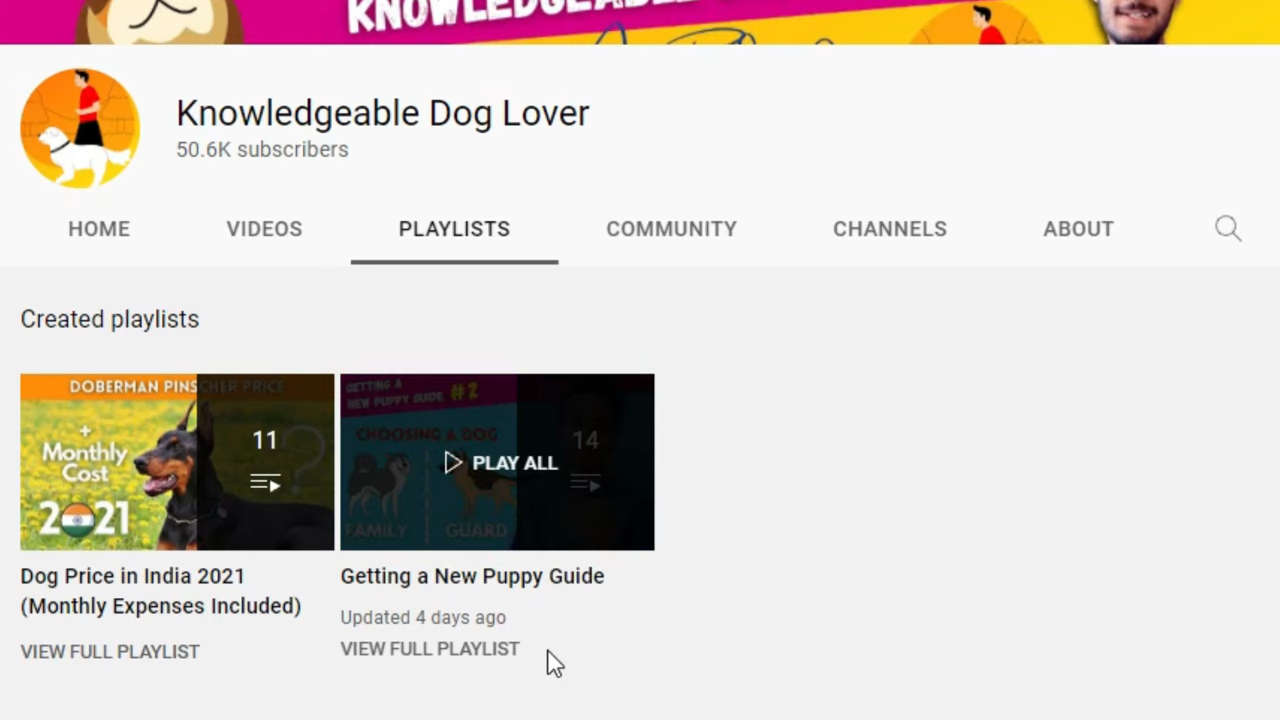 KNOWLEDGEABLE
Knowledgeable Dog Lover
50.6K subscribers
HOME VIDEOS PLAYLISTS COMMUNITY CHANNELS ABOUT
Created playlists
DOBERMAN PINSCHER PRICE
+
Monthly
Cost
2021
11
GETTING A
NEW PUPPY GUIDE #2
CHOOSING A DOG
14
PLAY ALL
FAMILY GUARD
Dog Price in India 2021
(Monthly Expenses Included)
VIEW FULL PLAYLIST
Getting a New Puppy Guide
Updated 4 days ago
VIEW FULL PLAYLIST